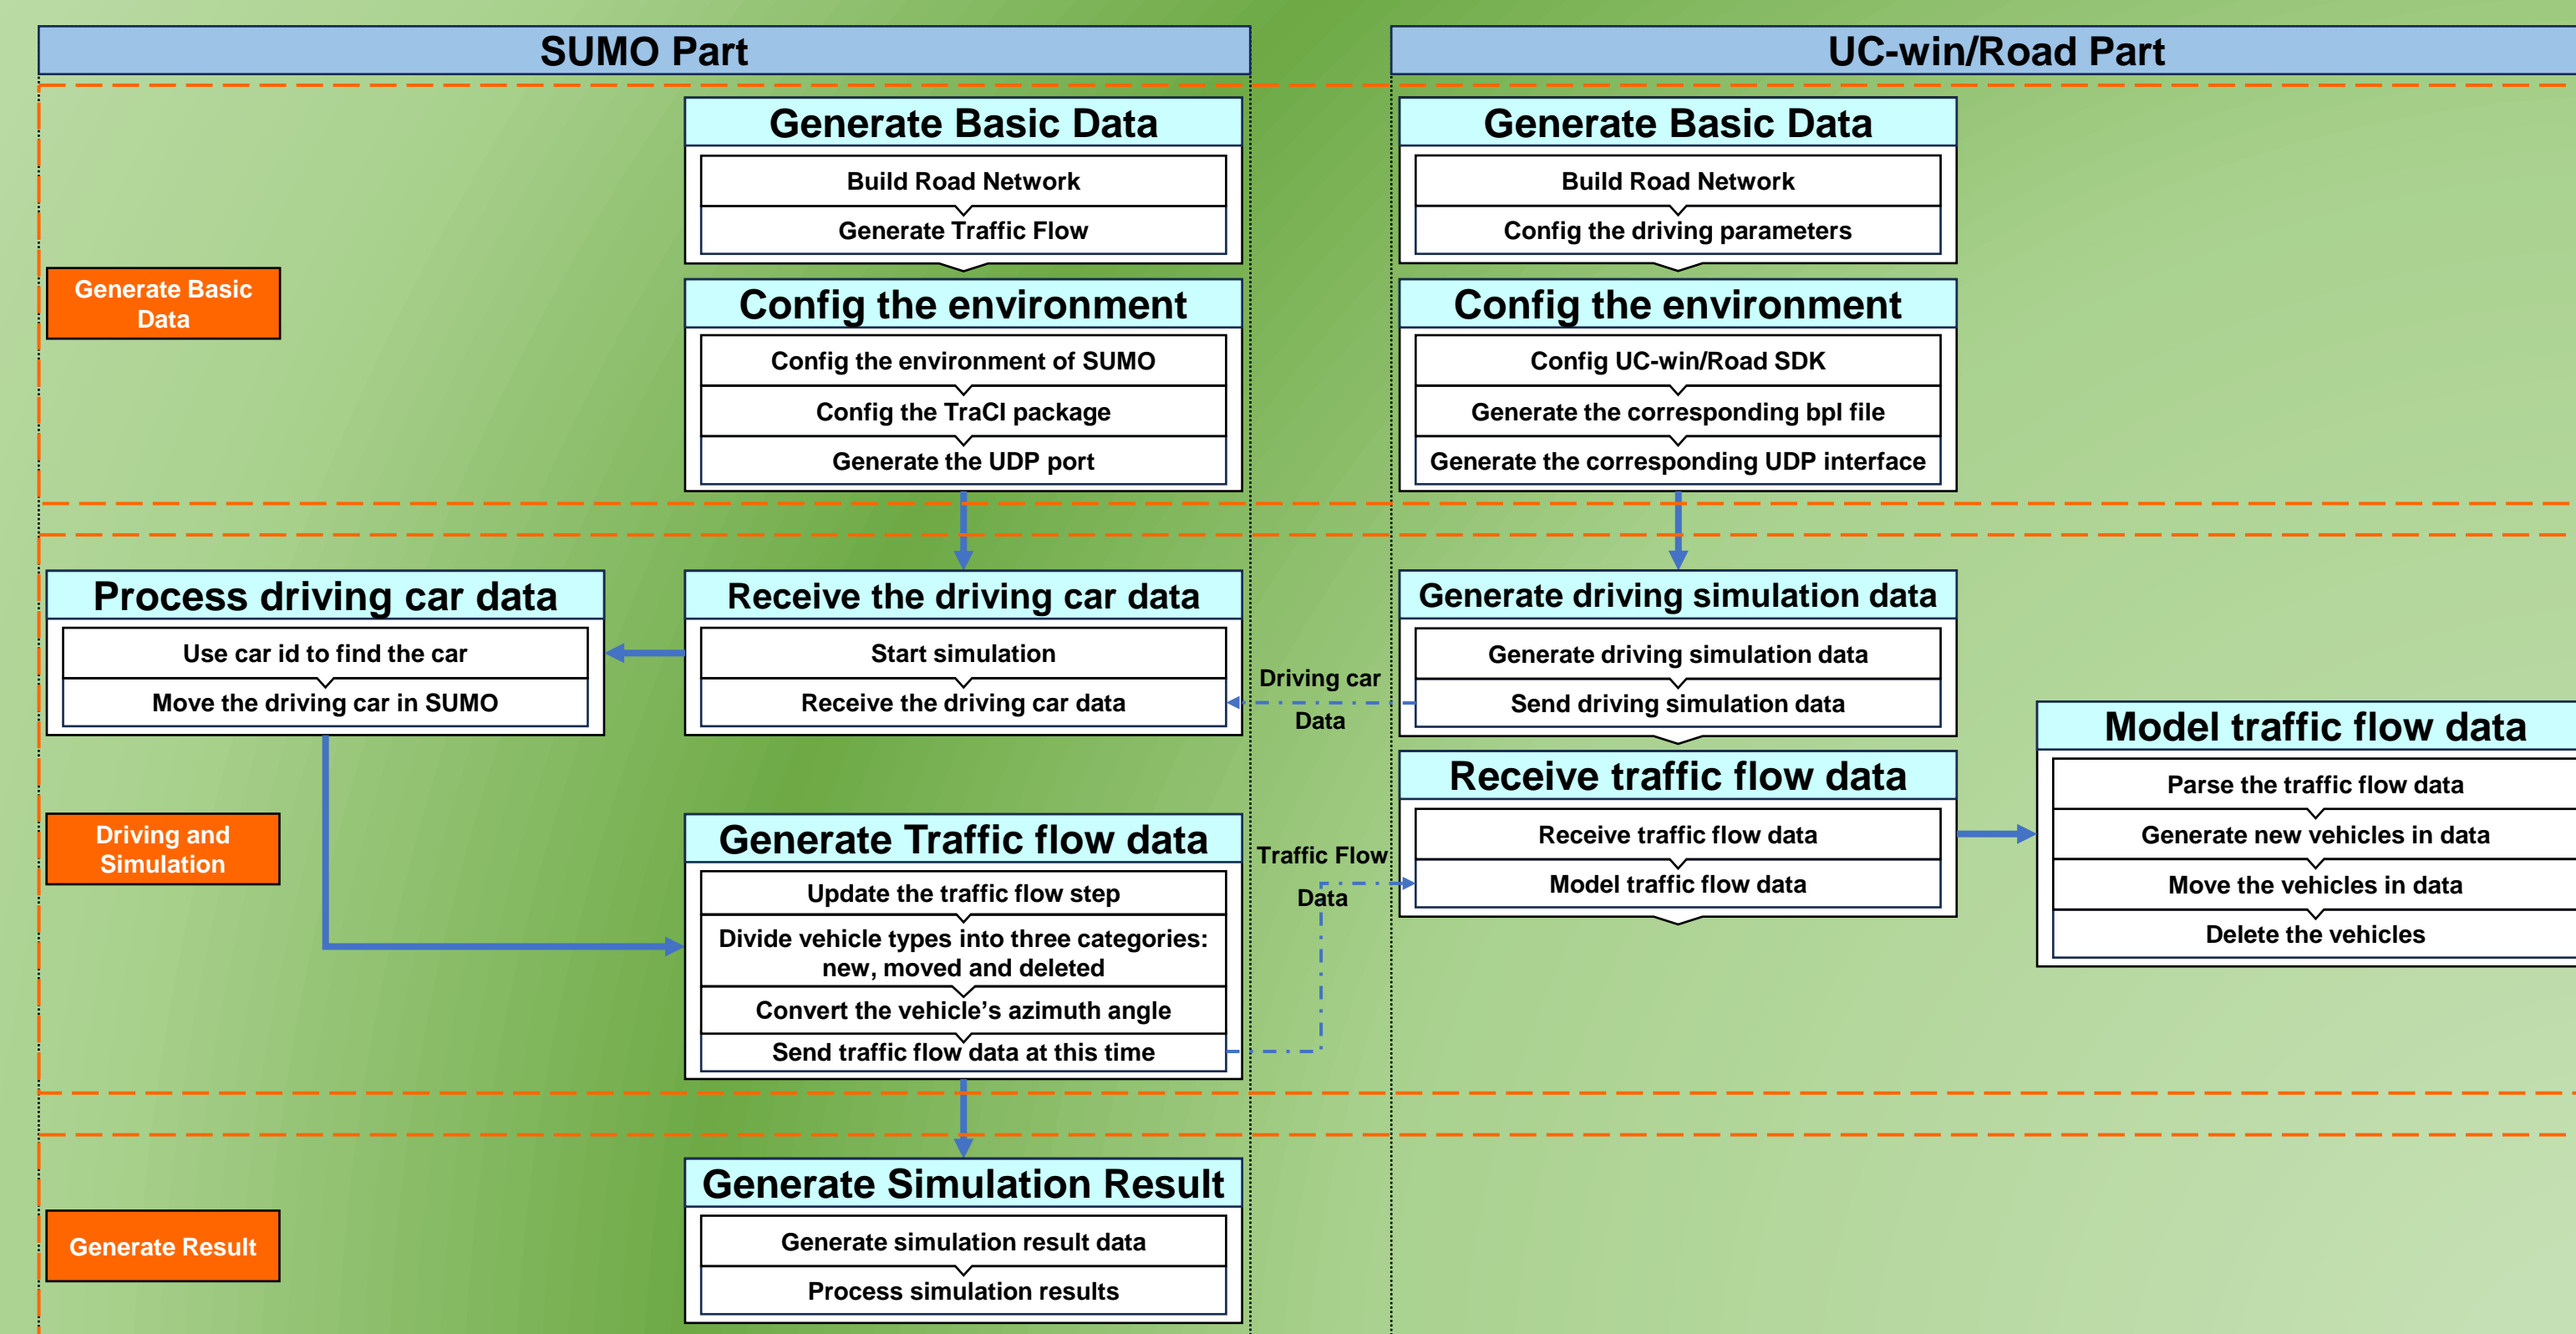 SUMO Part
UC-win/Road Part
Generate Basic Data
Build Road Network
Generate Traffic Flow
Generate Basic Data
Build Road Network
Config the driving parameters
Generate Basic
Data
Config the environment
Config the environment of SUMO
Config the TraCI package
Generate the UDP port
Config the environment
Config UC-win/Road SDK
Generate the corresponding bpl file
Generate the corresponding UDP interface
Process driving car data
Use car id to find the car
Move the driving car in SUMO
Receive the driving car data
Start simulation
Receive the driving car data
Driving car
Data
Generate driving simulation data
Generate driving simulation data
Send driving simulation data
Receive traffic flow data
Receive traffic flow data
Model traffic flow data
Model traffic flow data
Parse the traffic flow data
Generate new vehicles in data
Move the vehicles in data
Delete the vehicles
Driving and
Simulation
Generate Traffic flow data
Update the traffic flow step
Divide vehicle types into three categories:
new, moved and deleted
Convert the vehicle’s azimuth angle
Send traffic flow data at this time
Traffic Flow
Data
Generate Result
Generate Simulation Result
Generate simulation result data
Process simulation results